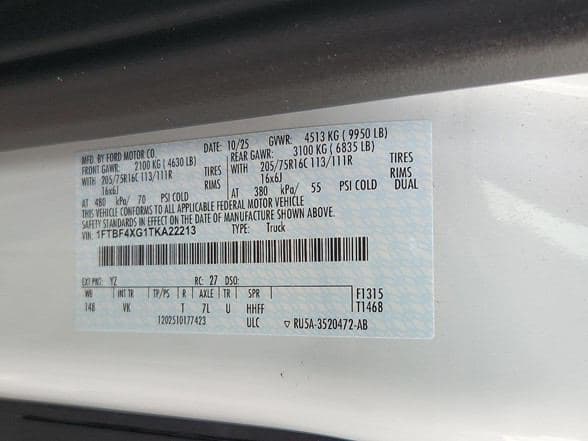 MFD. BY FORD MOTOR CO. DATE: 10/25 GVWR: 4513 KG ( 9950 LB)
FRONT GAWR: 2100 KG ( 4630 LB) REAR GAWR: 3100 KG ( 6835 LB)
WITH 205/75R16C 113/111R TIRES WITH 205/75R16C 113/111R TIRES
16x6J RIMS 16x6J RIMS
AT 480 kPa/ 70 PSI COLD AT 380 kPa/ 55 PSI COLD DUAL
THIS VEHICLE CONFORMS TO ALL APPLICABLE FEDERAL MOTOR VEHICLE
SAFETY STANDARDS IN EFFECT ON THE DATE OF MANUFACTURE SHOWN ABOVE.
VIN: 1FTBF4XG1TKA22213 TYPE: Truck
EXT PNT: YZ RC: 27 DSO:
WB INT TR TP/PS R AXLE TR SPR F1315
148 VK T 7L U HHFF T1468
1202510177423 ULC ▽ RU5A-3520472-AB